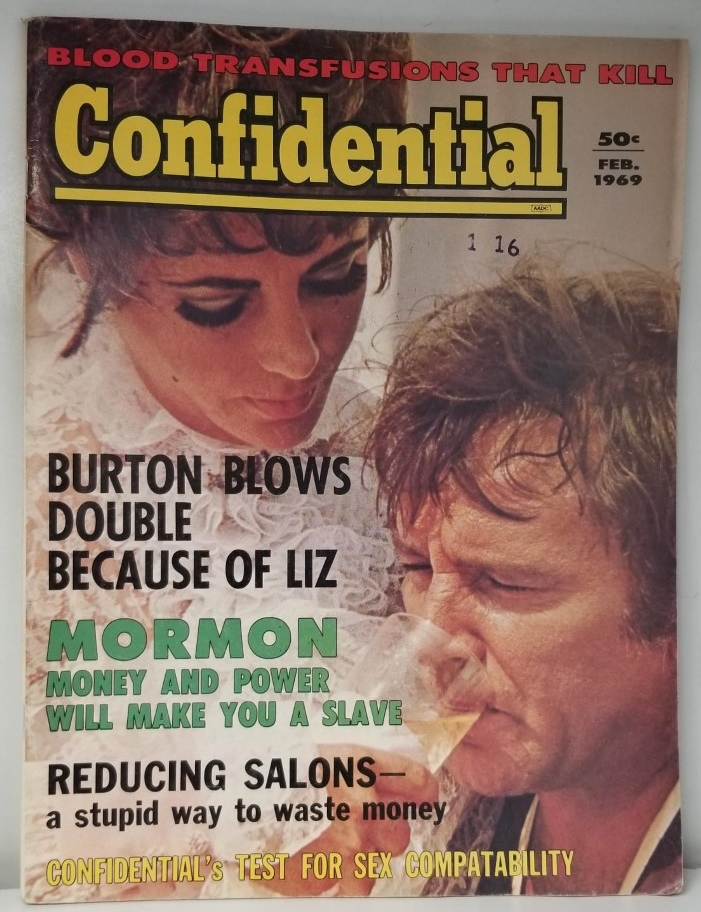 BLOOD TRANSFUSIONS THAT KILL
Confidential
50¢
FEB.
1969
AADC
1 16
BURTON BLOWS
DOUBLE
BECAUSE OF LIZ
MORMON
MONEY AND POWER
WILL MAKE YOU A SLAVE
REDUCING SALONS—
a stupid way to waste money
CONFIDENTIAL's TEST FOR SEX COMPATABILITY